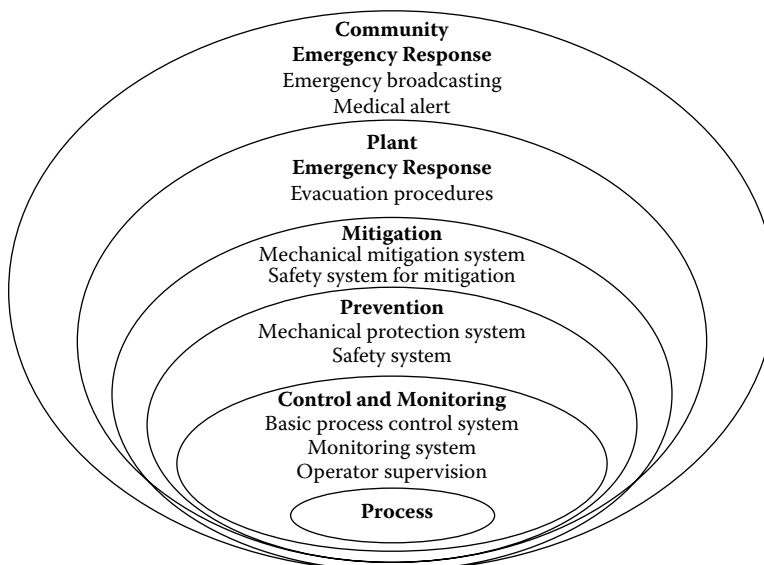 Community
Emergency Response
Emergency broadcasting
Medical alert
Plant
Emergency Response
Evacuation procedures
Mitigation
Mechanical mitigation system
Safety system for mitigation
Prevention
Mechanical protection system
Safety system
Control and Monitoring
Basic process control system
Monitoring system
Operator supervision
Process